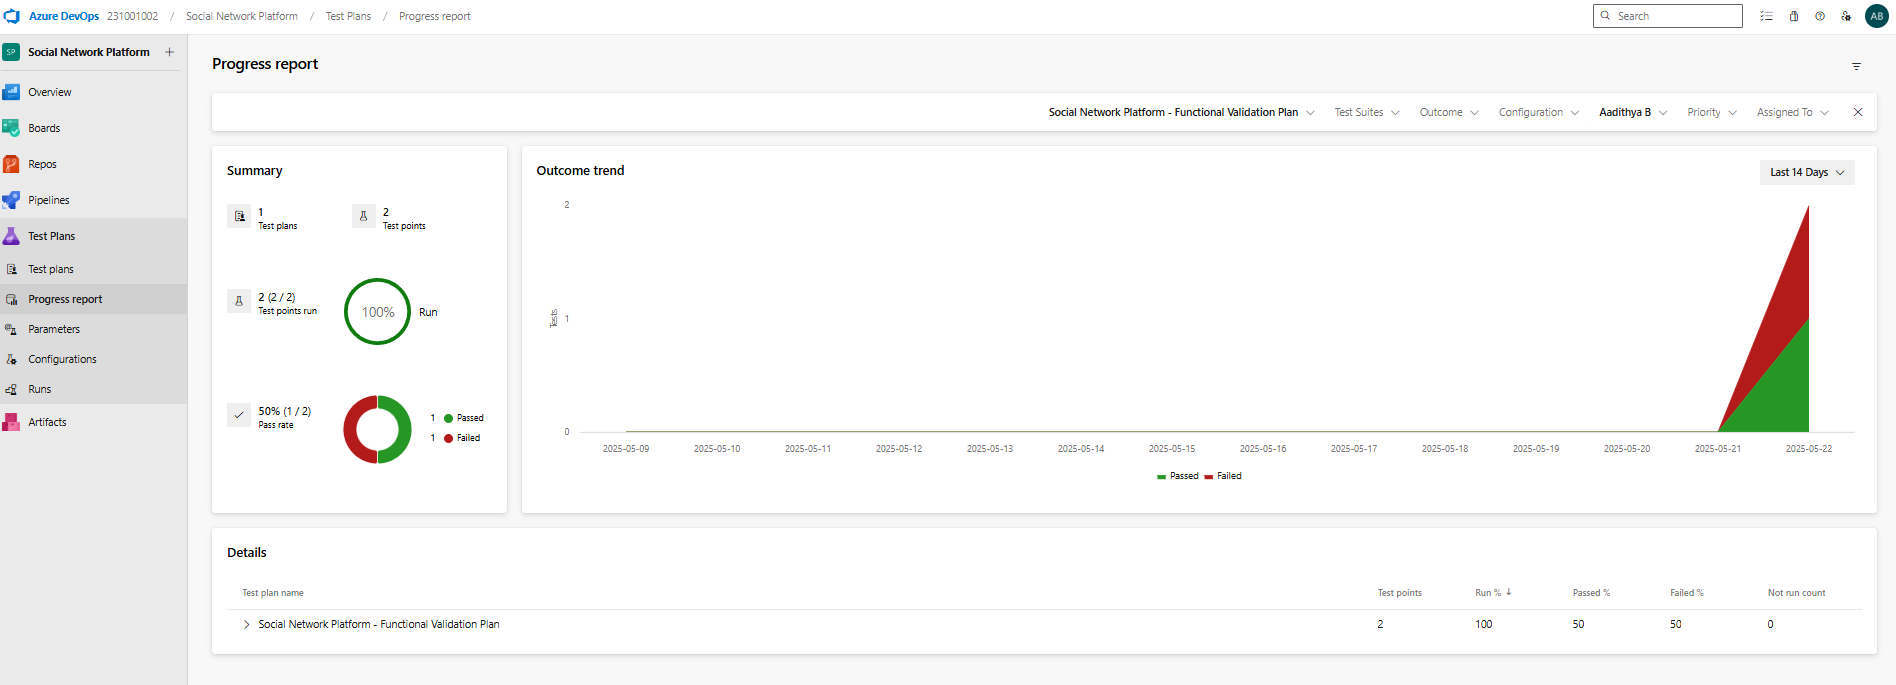 Azure DevOps 231001002 / Social Network Platform / Test Plans / Progress report Search AB
SP Social Network Platform +
Overview
Boards
Repos
Pipelines
Test Plans
Test plans
Progress report
Parameters
Configurations
Runs
Artifacts
Progress report
Social Network Platform - Functional Validation Plan Test Suites Outcome Configuration Aadithya B Priority Assigned To
Summary
1
Test plans
2
Test points
2 (2 / 2)
Test points run
100%
Run
50% (1 / 2)
Pass rate
1 Passed
1 Failed
Outcome trend
Last 14 Days
2
1
0
Tests
2025-05-09 2025-05-10 2025-05-11 2025-05-12 2025-05-13 2025-05-14 2025-05-15 2025-05-16 2025-05-17 2025-05-18 2025-05-19 2025-05-20 2025-05-21 2025-05-22
Passed Failed
Details
Test plan name Test points Run % ↓ Passed % Failed % Not run count
Social Network Platform - Functional Validation Plan 2 100 50 50 0